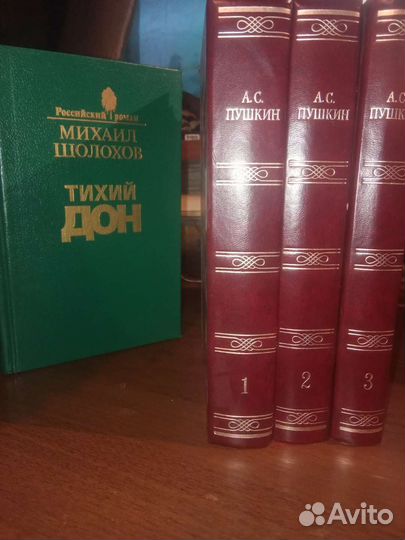 Российский роман
МИХАИЛ
ШОЛОХОВ
ТИХИЙ
ДОН
А.С.
ПУШКИН
1
А.С.
ПУШКИН
2
А.С.
ПУШКИН
3
Avito